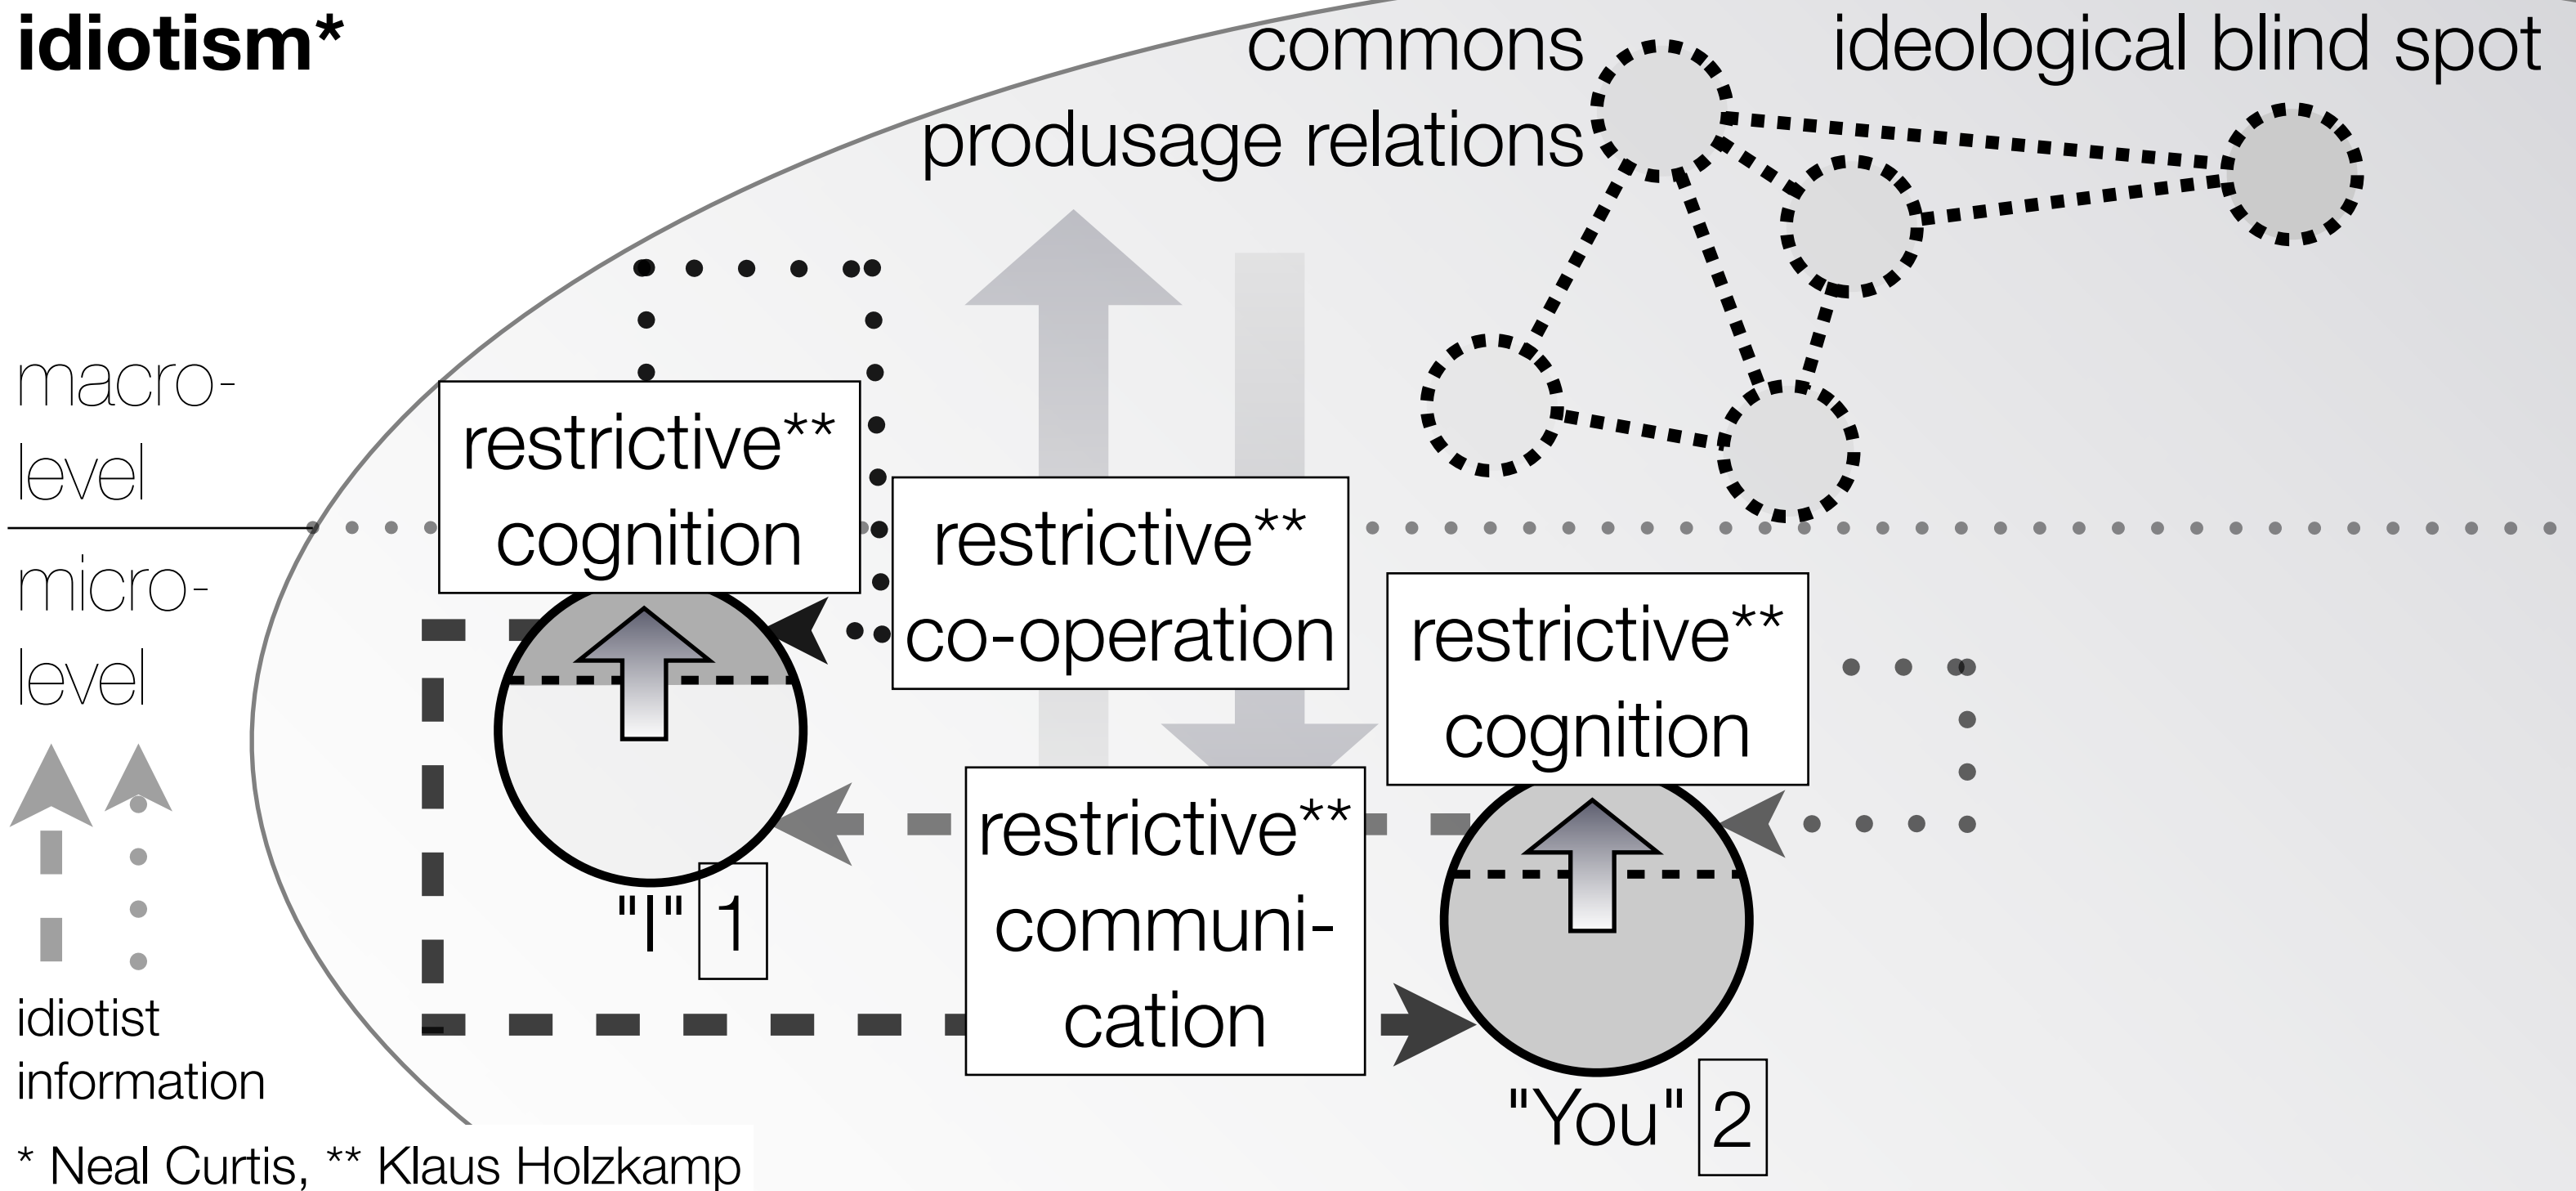 idiotism*
commons
produsage relations
ideological blind spot
macro-
level
micro-
level
restrictive**
cognition
restrictive**
co-operation
restrictive**
cognition
restrictive**
communi-
cation
"I" 1
"You" 2
idiotist
information
* Neal Curtis, ** Klaus Holzkamp